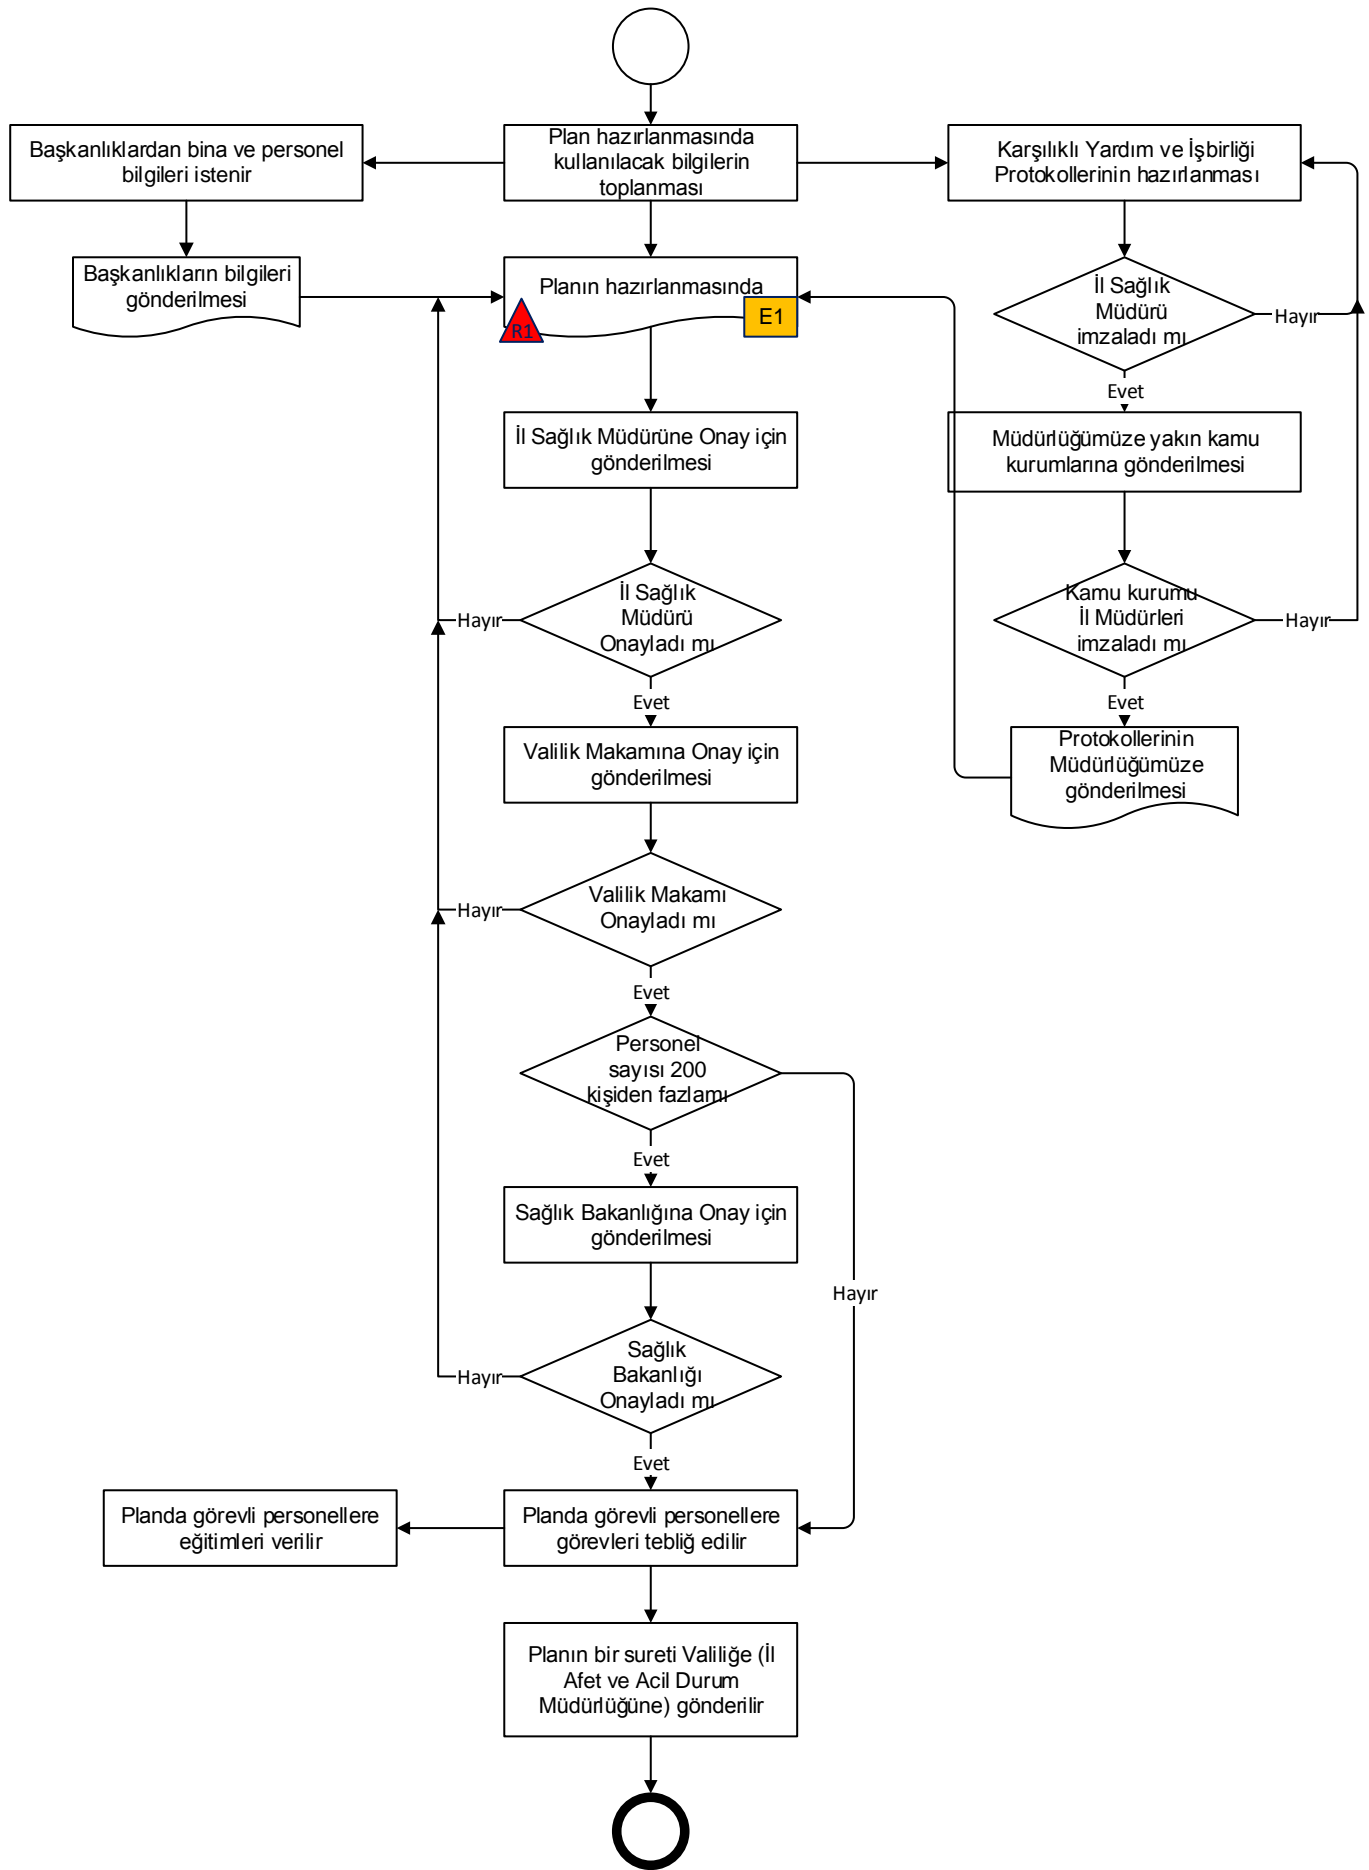 Başkanlıklardan bina ve personel
bilgileri istenir
Plan hazırlanmasında
kullanılacak bilgilerin
toplanması
Karşılıklı Yardım ve İşbirliği
Protokollerinin hazırlanması
Başkanlıkların bilgileri
gönderilmesi
Planın hazırlanmasında
R1
E1
İl Sağlık
Müdürü
imzaladı mı
Hayır
Evet
İl Sağlık Müdürüne Onay için
gönderilmesi
Müdürlüğümüze yakın kamu
kurumlarına gönderilmesi
İl Sağlık
Müdürü
Onayladı mı
Hayır
Kamu kurumu
İl Müdürleri
imzaladı mı
Hayır
Evet
Evet
Valilik Makamına Onay için
gönderilmesi
Protokollerinin
Müdürlüğümüze
gönderilmesi
Valilik Makamı
Onayladı mı
Hayır
Evet
Personel
sayısı 200
kişiden fazlamı
Evet
Sağlık Bakanlığına Onay için
gönderilmesi
Hayır
Sağlık
Bakanlığı
Onayladı mı
Hayır
Evet
Planda görevli personellere
eğitimleri verilir
Planda görevli personellere
görevleri tebliğ edilir
Planın bir sureti Valiliğe (İl
Afet ve Acil Durum
Müdürlüğüne) gönderilir